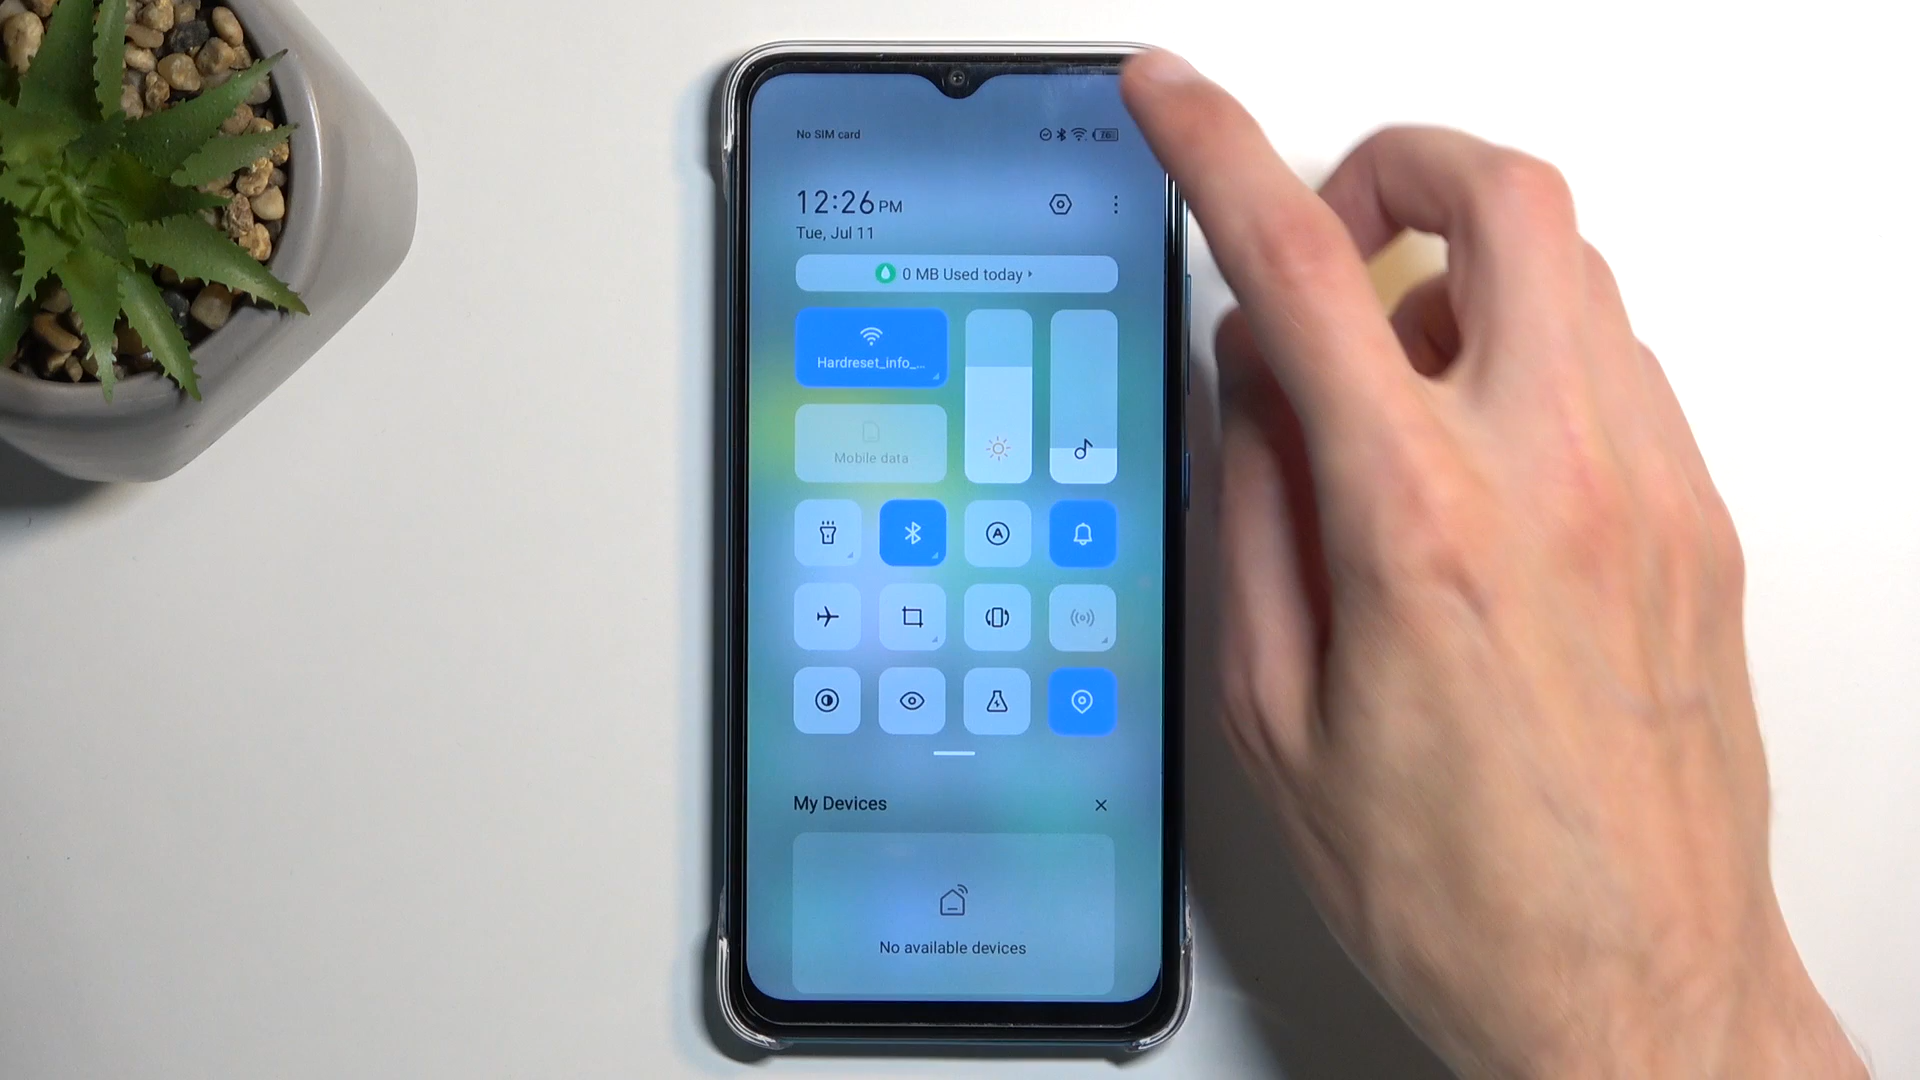 No SIM card
12:26 PM
Tue, Jul 11
0 MB Used today
Hardreset_info_...
Mobile data
A
My Devices
No available devices